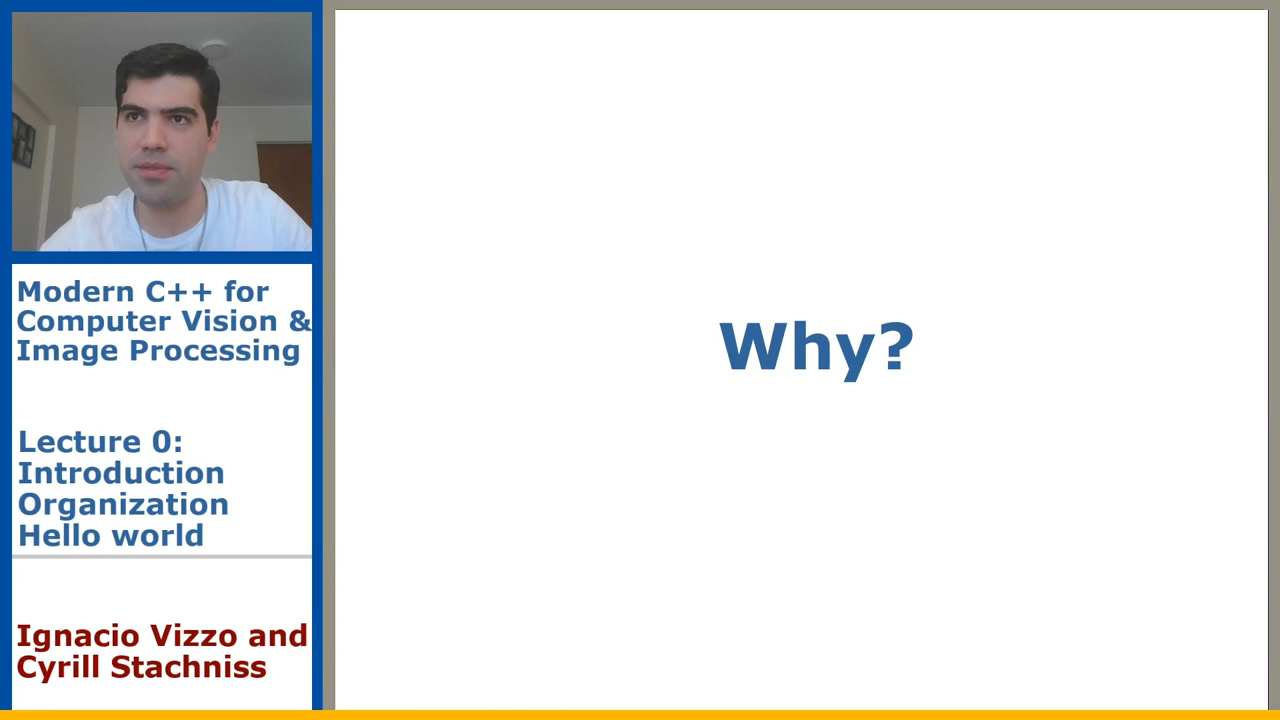 Modern C++ for
Computer Vision &
Image Processing
Lecture 0:
Introduction
Organization
Hello world
Ignacio Vizzo and
Cyrill Stachniss
Why?